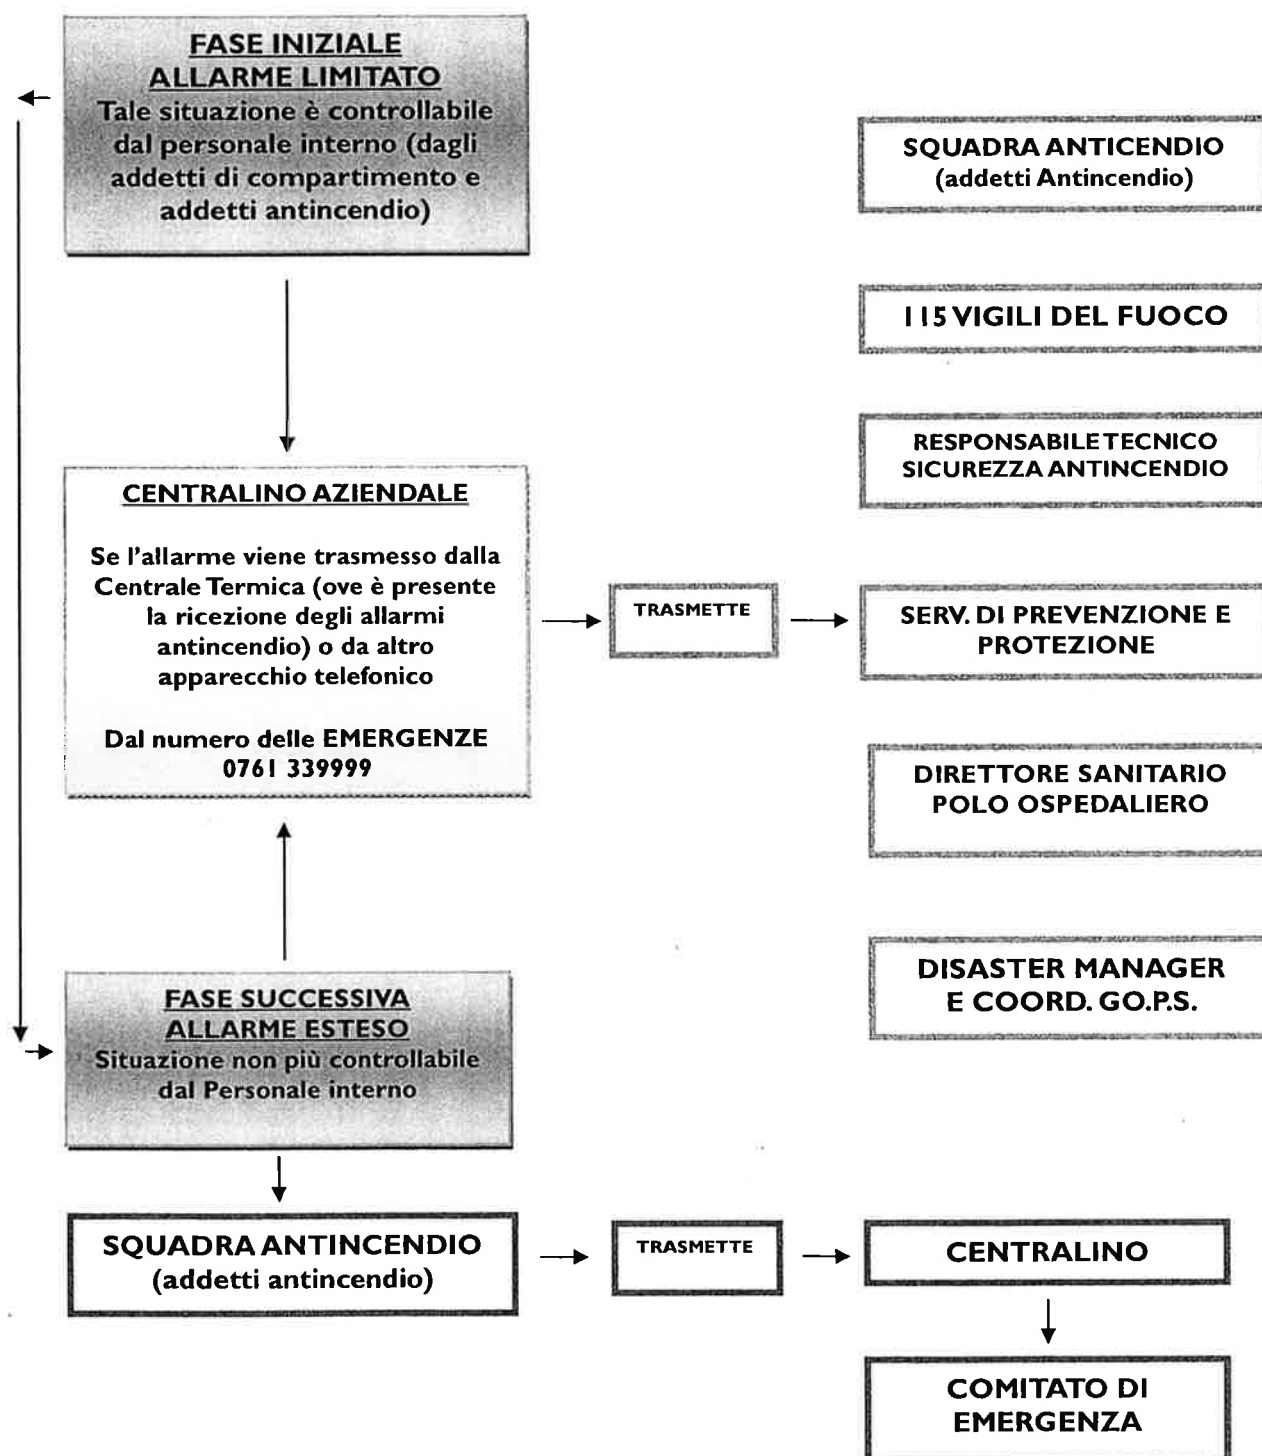 FASE INIZIALE
ALLARME LIMITATO
Tale situazione è controllabile
dal personale interno (dagli
addetti di compartimento e
addetti antincendio)
SQUADRA ANTICENDIO
(addetti Antincendio)
115 VIGILI DEL FUOCO
RESPONSABILE TECNICO
SICUREZZA ANTINCENDIO
CENTRALINO AZIENDALE
Se l'allarme viene trasmesso dalla
Centrale Termica (ove è presente
la ricezione degli allarmi
antincendio) o da altro
apparecchio telefonico
Dal numero delle EMERGENZE
0761 339999
TRASMETTE
SERV. DI PREVENZIONE E
PROTEZIONE
DIRETTORE SANITARIO
POLO OSPEDALIERO
DISASTER MANAGER
E COORD. GO.P.S.
FASE SUCCESSIVA
ALLARME ESTESO
Situazione non più controllabile
dal Personale interno
SQUADRA ANTINCENDIO
(addetti antincendio)
TRASMETTE
CENTRALINO
COMITATO DI
EMERGENZA